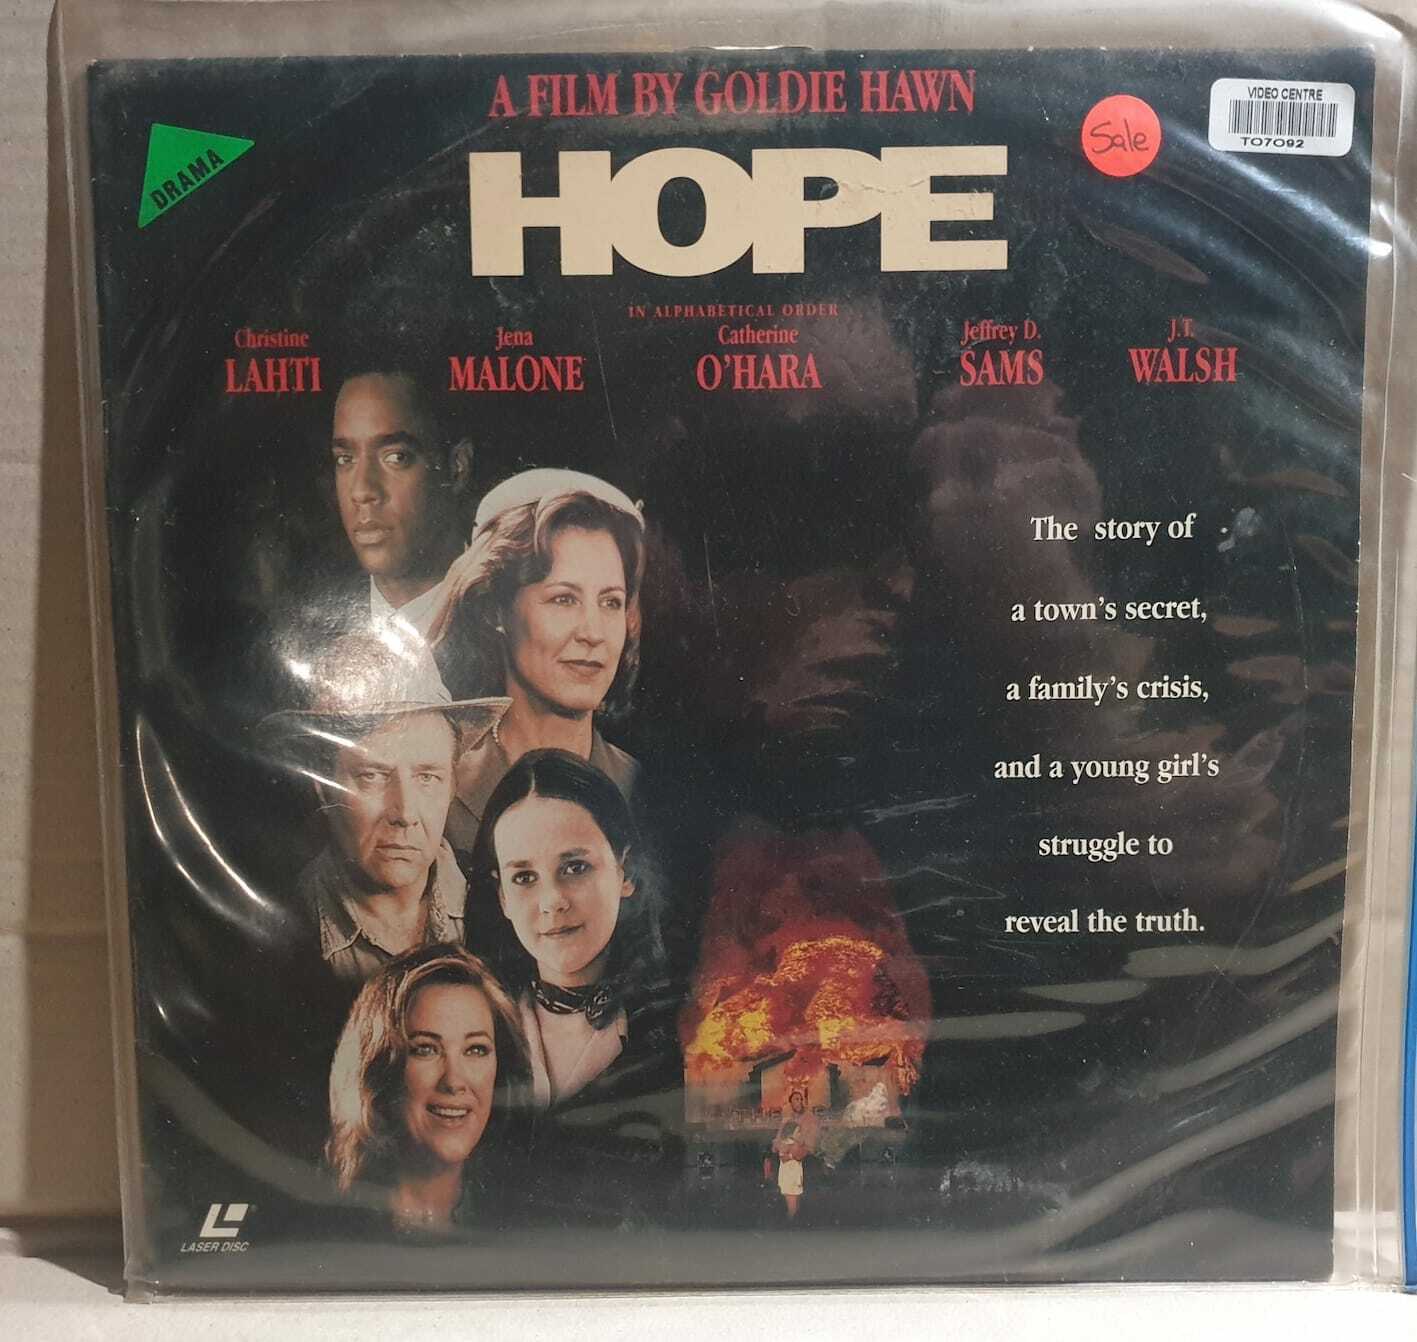 A FILM BY GOLDIE HAWN
HOPE
DRAMA
Sale
VIDEO CENTRE
TO7O92
IN ALPHABETICAL ORDER
Christine
LAHTI
Jena
MALONE
Catherine
O'HARA
Jeffrey D.
SAMS
J.T.
WALSH
The story of
a town's secret,
a family's crisis,
and a young girl's
struggle to
reveal the truth.
LASER DISC